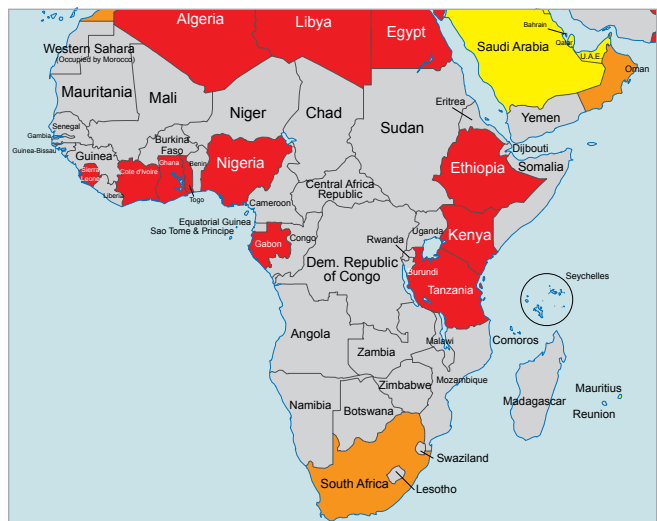 Algeria
Libya
Egypt
Bahrain
Qatar
Saudi Arabia
U.A.E.
Oman
Western Sahara
(Occupied by Morocco)
Mauritania
Mali
Niger
Chad
Sudan
Eritrea
Yemen
Senegal
Gambia
Guinea-Bissau
Guinea
Burkina
Faso
Djibouti
Somalia
Sierra
Leone
Cote d'Ivoire
Ghana
Benin
Nigeria
Ethiopia
Liberia
Togo
Cameroon
Central Africa
Republic
Equatorial Guinea
Sao Tome & Principe
Gabon
Congo
Rwanda
Uganda
Kenya
Dem. Republic
of Congo
Burundi
Tanzania
Seychelles
Angola
Zambia
Malawi
Comoros
Zimbabwe
Mozambique
Namibia
Botswana
Madagascar
Mauritius
Reunion
Swaziland
South Africa
Lesotho